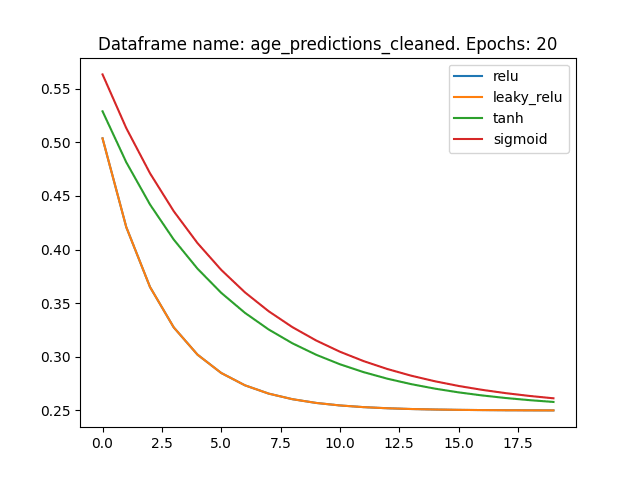 Dataframe name: age_predictions_cleaned. Epochs: 20
relu
leaky_relu
tanh
sigmoid
0.55
0.50
0.45
0.40
0.35
0.30
0.25
0.0 2.5 5.0 7.5 10.0 12.5 15.0 17.5